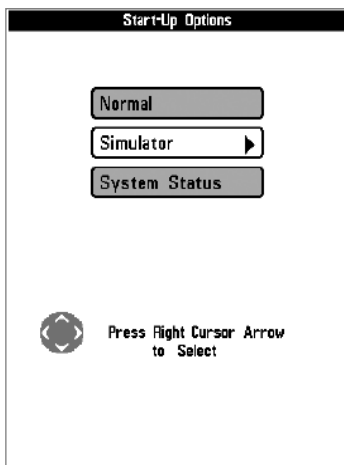 Start-Up Options
Normal
Simulator
System Status
Press Right Cursor Arrow
to Select